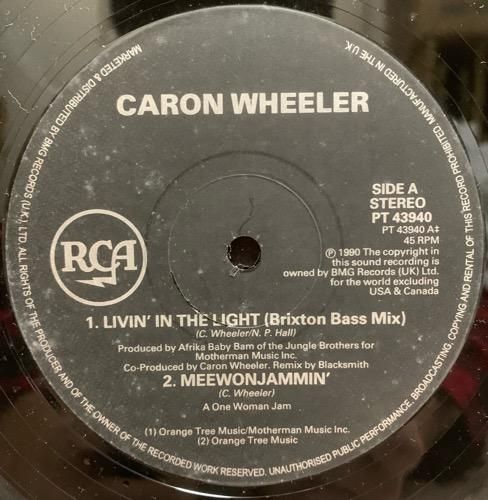 MARKETED & DISTRIBUTED BY BMG RECORDS (U.K.) LTD. ALL RIGHTS OF THE PRODUCER AND OF THE OWNER OF THE RECORDED WORK RESERVED. UNAUTHORISED PUBLIC PERFORMANCE, BROADCASTING, COPYING AND RENTAL OF THIS RECORD PROHIBITED. MANUFACTURED IN THE U.K.
CARON WHEELER
RCA
SIDE A
STEREO
PT 43940
PT 43940 A‡
45 RPM
℗ 1990 The copyright in
this sound recording is
owned by BMG Records (UK) Ltd.
for the world excluding
USA & Canada
1. LIVIN' IN THE LIGHT (Brixton Bass Mix)
(C. Wheeler/N. P. Hall)
Produced by Afrika Baby Bam of the Jungle Brothers for
Motherman Music Inc.
Co-Produced by Caron Wheeler. Remix by Blacksmith
2. MEEWONJAMMIN'
(C. Wheeler)
A One Woman Jam
(1) Orange Tree Music/Motherman Music Inc.
(2) Orange Tree Music